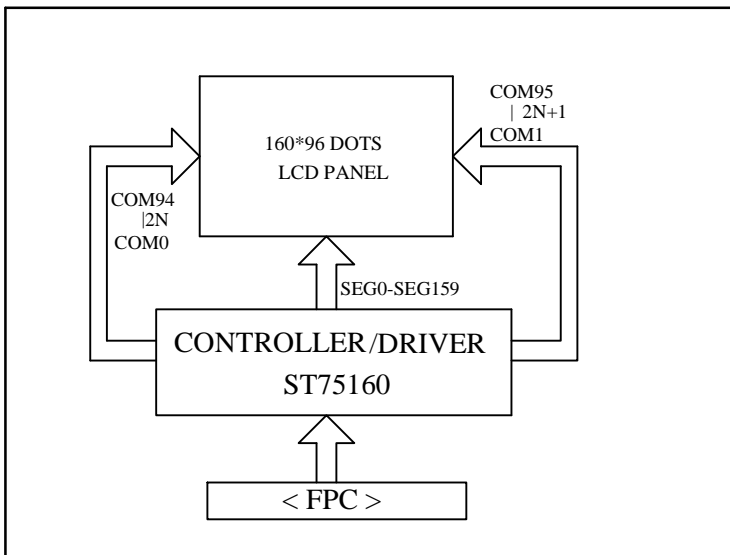 COM95
| 2N+1
COM1
160*96 DOTS
LCD PANEL
COM94
|2N
COM0
SEG0-SEG159
CONTROLLER/DRIVER
ST75160
< FPC >